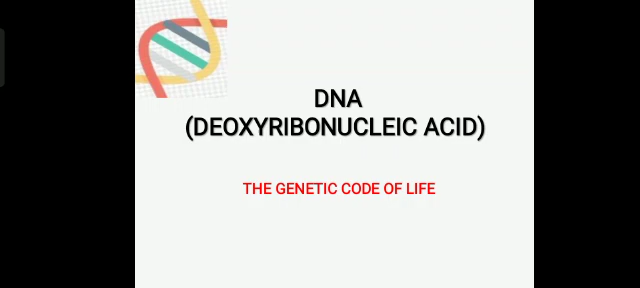 DNA
(DEOXYRIBONUCLEIC ACID)
THE GENETIC CODE OF LIFE